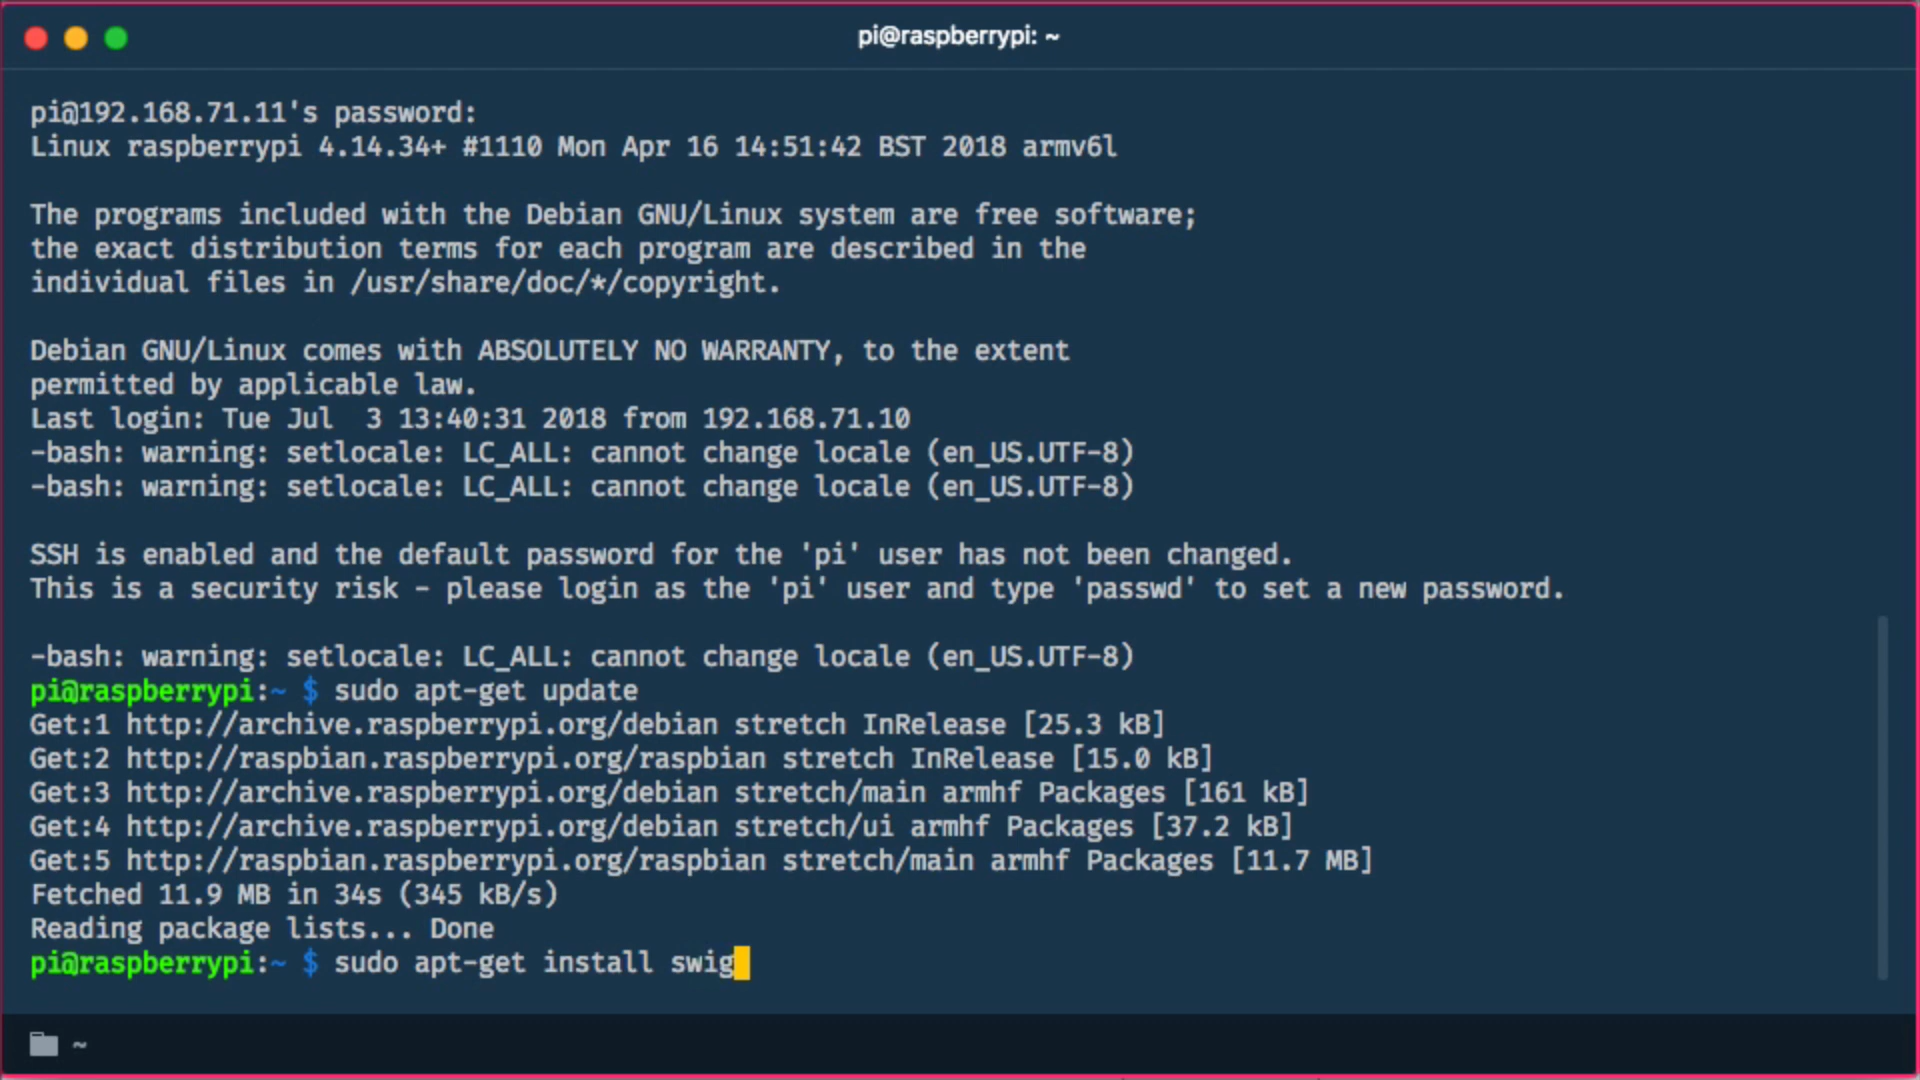 pi@raspberrypi: ~
pi@192.168.71.11's password:
Linux raspberrypi 4.14.34+ #1110 Mon Apr 16 14:51:42 BST 2018 armv6l
The programs included with the Debian GNU/Linux system are free software;
the exact distribution terms for each program are described in the
individual files in /usr/share/doc/*/copyright.
Debian GNU/Linux comes with ABSOLUTELY NO WARRANTY, to the extent
permitted by applicable law.
Last login: Tue Jul  3 13:40:31 2018 from 192.168.71.10
-bash: warning: setlocale: LC_ALL: cannot change locale (en_US.UTF-8)
-bash: warning: setlocale: LC_ALL: cannot change locale (en_US.UTF-8)
SSH is enabled and the default password for the 'pi' user has not been changed.
This is a security risk - please login as the 'pi' user and type 'passwd' to set a new password.
-bash: warning: setlocale: LC_ALL: cannot change locale (en_US.UTF-8)
pi@raspberrypi:~ $ sudo apt-get update
Get:1 http://archive.raspberrypi.org/debian stretch InRelease [25.3 kB]
Get:2 http://raspbian.raspberrypi.org/raspbian stretch InRelease [15.0 kB]
Get:3 http://archive.raspberrypi.org/debian stretch/main armhf Packages [161 kB]
Get:4 http://archive.raspberrypi.org/debian stretch/ui armhf Packages [37.2 kB]
Get:5 http://raspbian.raspberrypi.org/raspbian stretch/main armhf Packages [11.7 MB]
Fetched 11.9 MB in 34s (345 kB/s)
Reading package lists... Done
pi@raspberrypi:~ $ sudo apt-get install swig
~